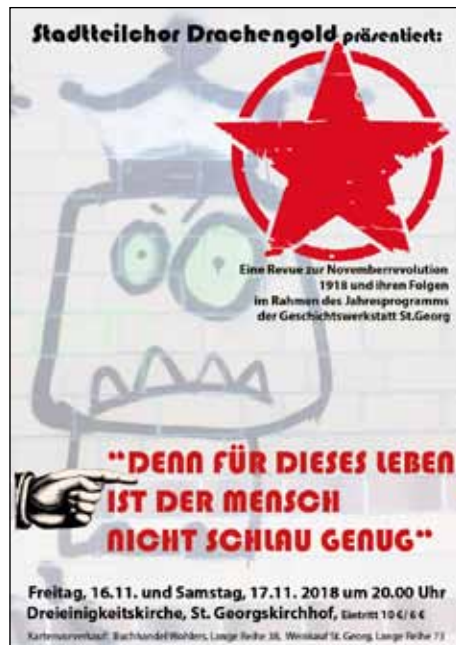 Stadtteilchor Drachengold präsentiert:
Eine Revue zur Novemberrevolution
1918 und ihren Folgen
im Rahmen des Jahresprogramms
der Geschichtswerkstatt St.Georg
"DENN FÜR DIESES LEBEN
IST DER MENSCH
NICHT SCHLAU GENUG"
Freitag, 16.11. und Samstag, 17.11. 2018 um 20.00 Uhr
Dreieinigkeitskirche, St. Georgskirchhof, Eintritt 10 €/ 6 €
Kartenvorverkauf: Buchhandel Wohlers, Lange Reihe 38, Weinkauf St. Georg, Lange Reihe 73